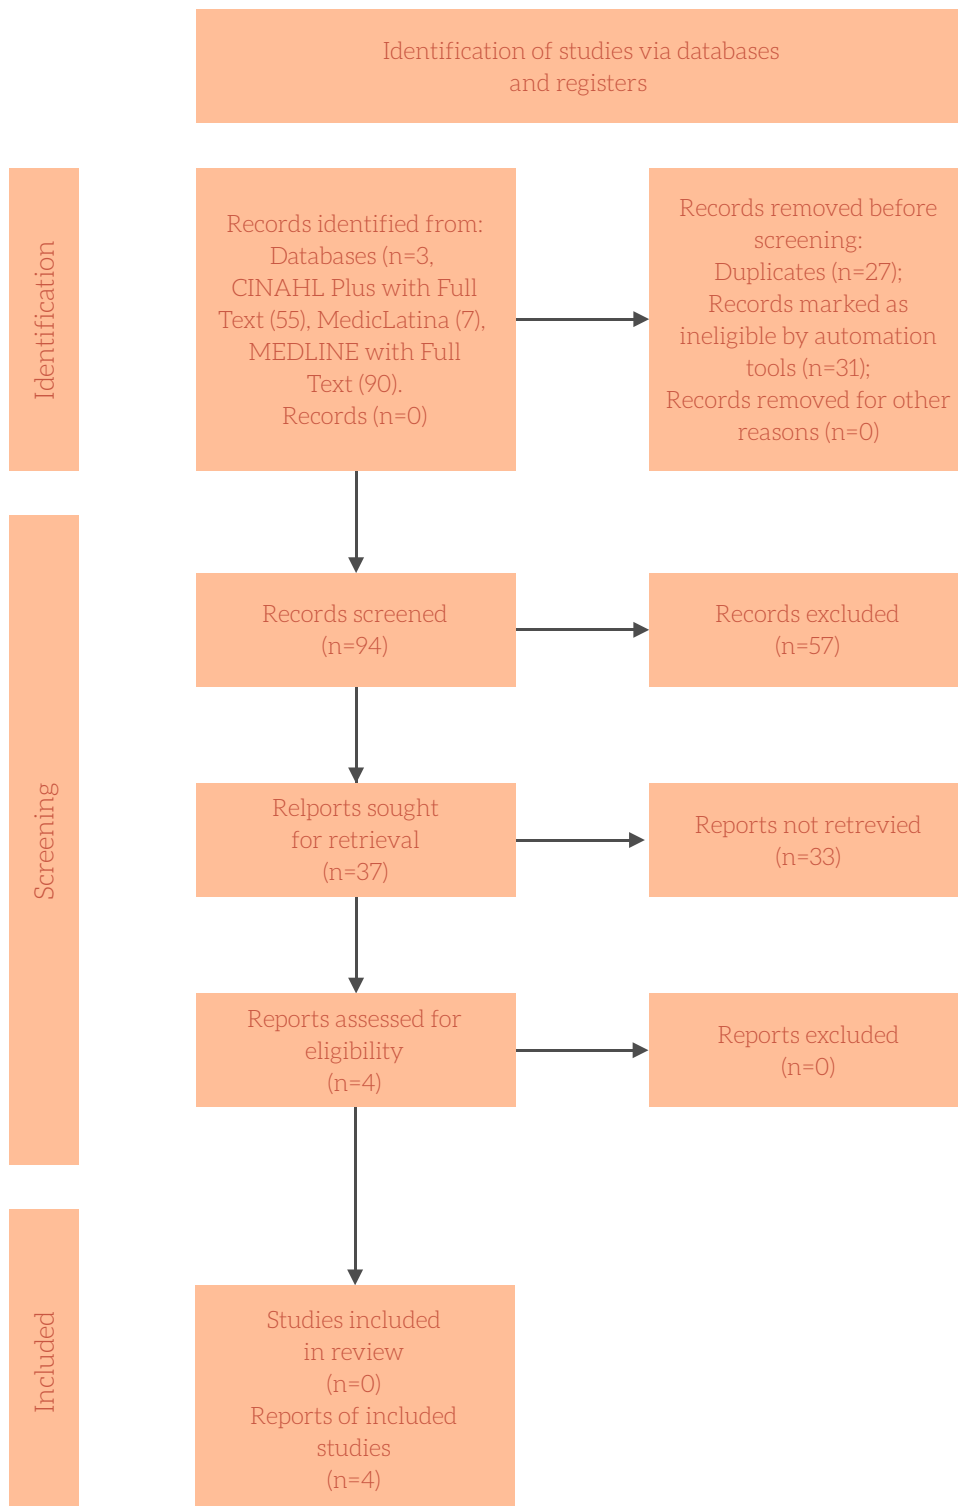 Identification of studies via databases
and registers
Identification
Records identified from:
Databases (n=3,
CINAHL Plus with Full
Text (55), MedicLatina (7),
MEDLINE with Full
Text (90).
Records (n=0)
Records removed before
screening:
Duplicates (n=27);
Records marked as
ineligible by automation
tools (n=31);
Records removed for other
reasons (n=0)
Screening
Records screened
(n=94)
Records excluded
(n=57)
Relports sought
for retrieval
(n=37)
Reports not retrevied
(n=33)
Reports assessed for
eligibility
(n=4)
Reports excluded
(n=0)
Included
Studies included
in review
(n=0)
Reports of included
studies
(n=4)